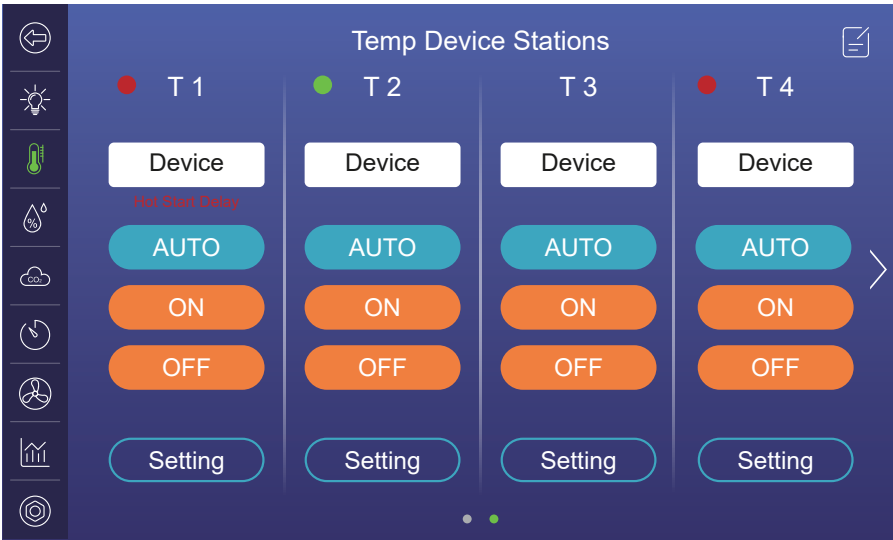 Temp Device Stations
T 1
T 2
T 3
T 4
Device
Device
Device
Device
Hot Start Delay
AUTO
AUTO
AUTO
AUTO
ON
ON
ON
ON
OFF
OFF
OFF
OFF
Setting
Setting
Setting
Setting
%
CO₂